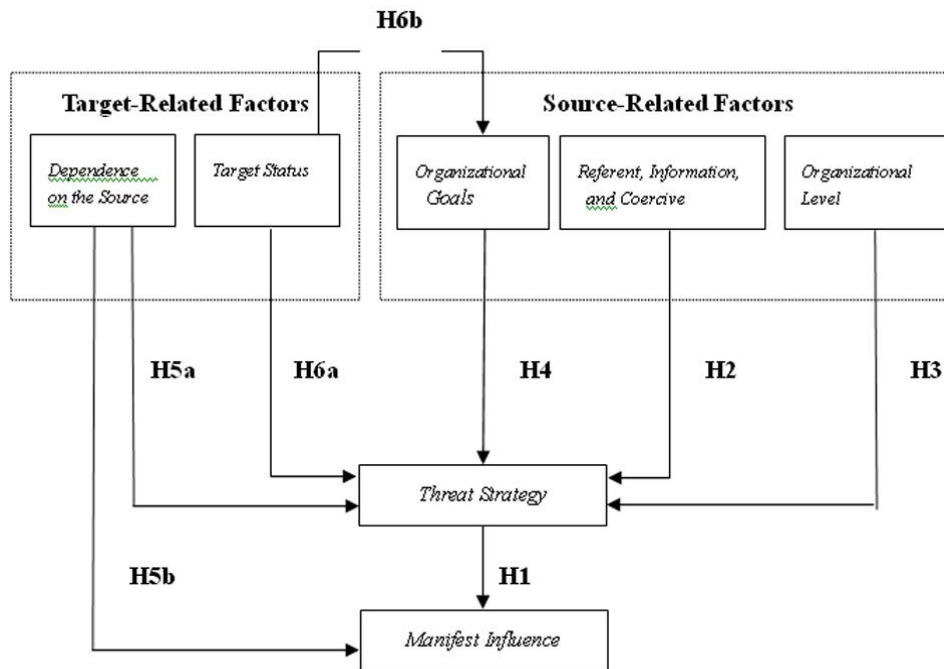 H6b
Target-Related Factors
Source-Related Factors
Dependence
on the Source
Target Status
Organizational
Goals
Referent, Information,
and Coercive
Organizational
Level
H5a
H6a
H4
H2
H3
Threat Strategy
H5b
H1
Manifest Influence